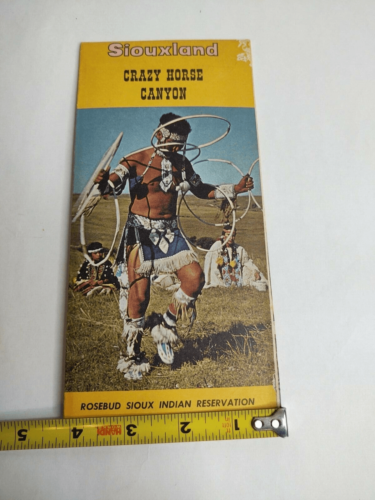 Siouxland
CRAZY HORSE
CANYON
ROSEBUD SIOUX INDIAN RESERVATION
5 4 3 2 1